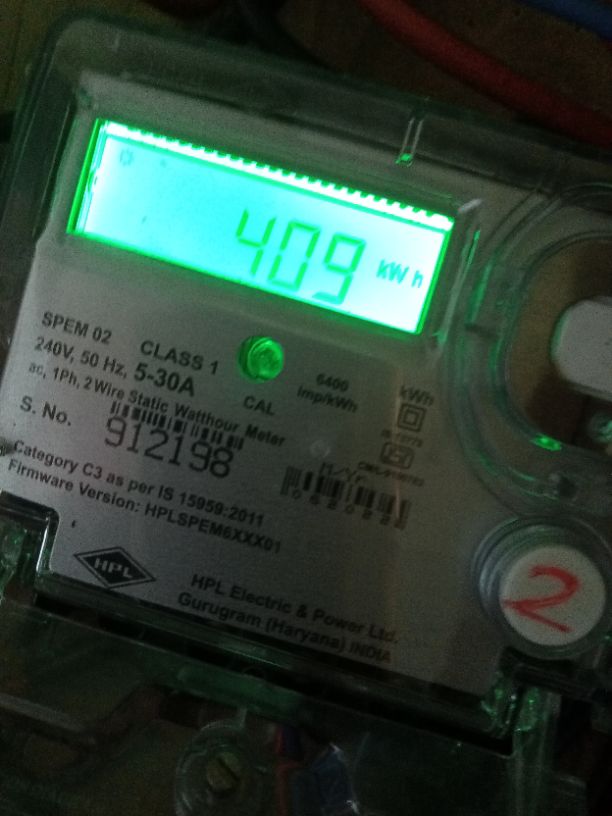 409 kWh
SPEM 02 CLASS 1
240V, 50 Hz, 5-30A
ac, 1Ph, 2Wire Static Watthour Meter
CAL
6400
imp/kWh
kWh
S. No.
912198
M/Yr.
Category C3 as per IS 15959:2011
Firmware Version: HPLSPEM6XXX01
HPL
HPL Electric & Power Ltd.
Gurugram (Haryana) INDIA
2